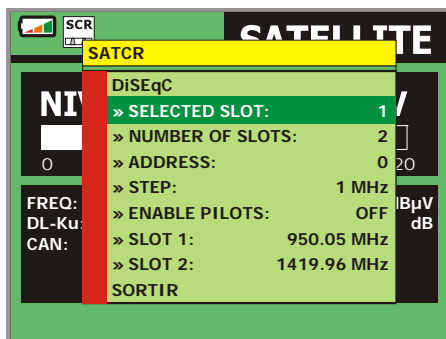 SCR
SATELLITE
SATCR
DiSEqC
» SELECTED SLOT: 1
» NUMBER OF SLOTS: 2
» ADDRESS: 0
» STEP: 1 MHz
» ENABLE PILOTS: OFF
» SLOT 1: 950.05 MHz
» SLOT 2: 1419.96 MHz
SORTIR
0
20
FREQ:
DL-Ku:
dB
CAN: